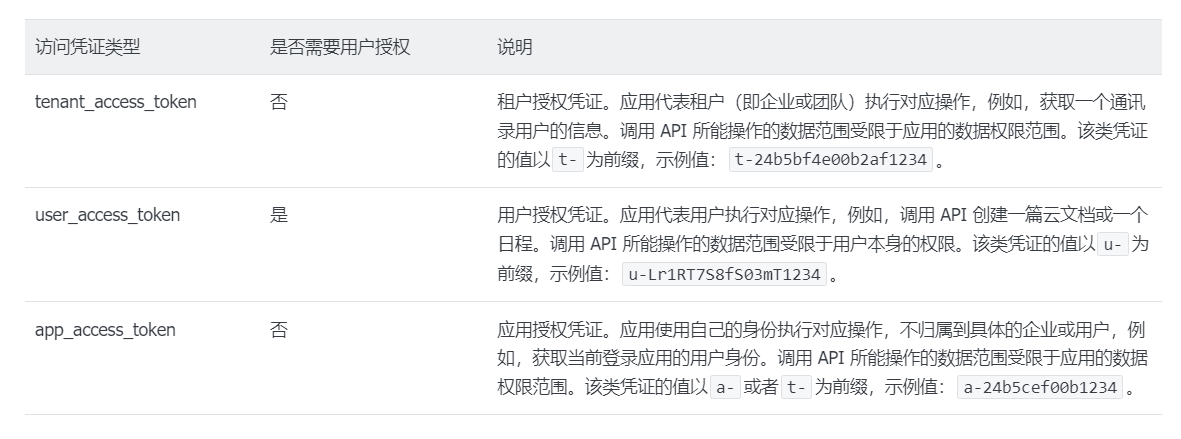 访问凭证类型 是否需要用户授权 说明
tenant_access_token 否 租户授权凭证。应用代表租户（即企业或团队）执行对应操作，例如，获取一个通讯
录用户的信息。调用 API 所能操作的数据范围受限于应用的数据权限范围。该类凭证
的值以 t- 为前缀，示例值： t-24b5bf4e00b2af1234 。
user_access_token 是 用户授权凭证。应用代表用户执行对应操作，例如，调用 API 创建一篇云文档或一个
日程。调用 API 所能操作的数据范围受限于用户本身的权限。该类凭证的值以 u- 为
前缀，示例值： u-Lr1RT7S8fS03mT1234 。
app_access_token 否 应用授权凭证。应用使用自己的身份执行对应操作，不归属到具体的企业或用户，例
如，获取当前登录应用的用户身份。调用 API 所能操作的数据范围受限于应用的数据
权限范围。该类凭证的值以 a- 或者 t- 为前缀，示例值： a-24b5cef00b1234 。